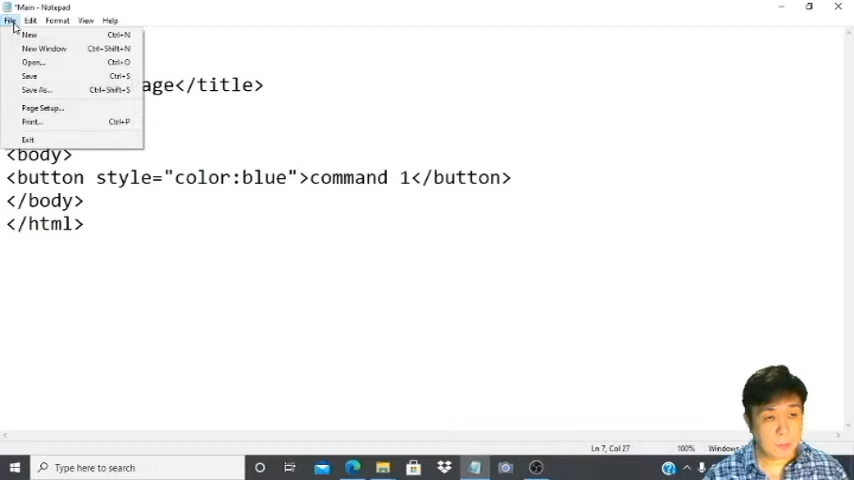 *Main - Notepad
File Edit Format View Help
New Ctrl+N
New Window Ctrl+Shift+N
Open... Ctrl+O
Save Ctrl+S
Save As... Ctrl+Shift+S
Page Setup...
Print... Ctrl+P
Exit
age</title>
<body>
<button style="color:blue">command 1</button>
</body>
</html>
Ln 7, Col 27 100% Windows
Type here to search